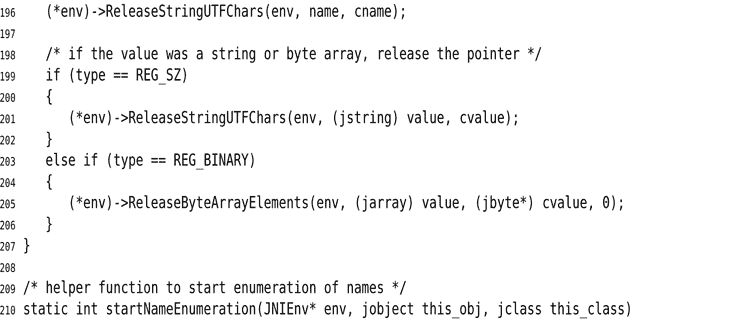 196 (*env)->ReleaseStringUTFChars(env, name, cname);
197
198 /* if the value was a string or byte array, release the pointer */
199 if (type == REG_SZ)
200 {
201 (*env)->ReleaseStringUTFChars(env, (jstring) value, cvalue);
202 }
203 else if (type == REG_BINARY)
204 {
205 (*env)->ReleaseByteArrayElements(env, (jarray) value, (jbyte*) cvalue, 0);
206 }
207 }
208
209 /* helper function to start enumeration of names */
210 static int startNameEnumeration(JNIEnv* env, jobject this_obj, jclass this_class)